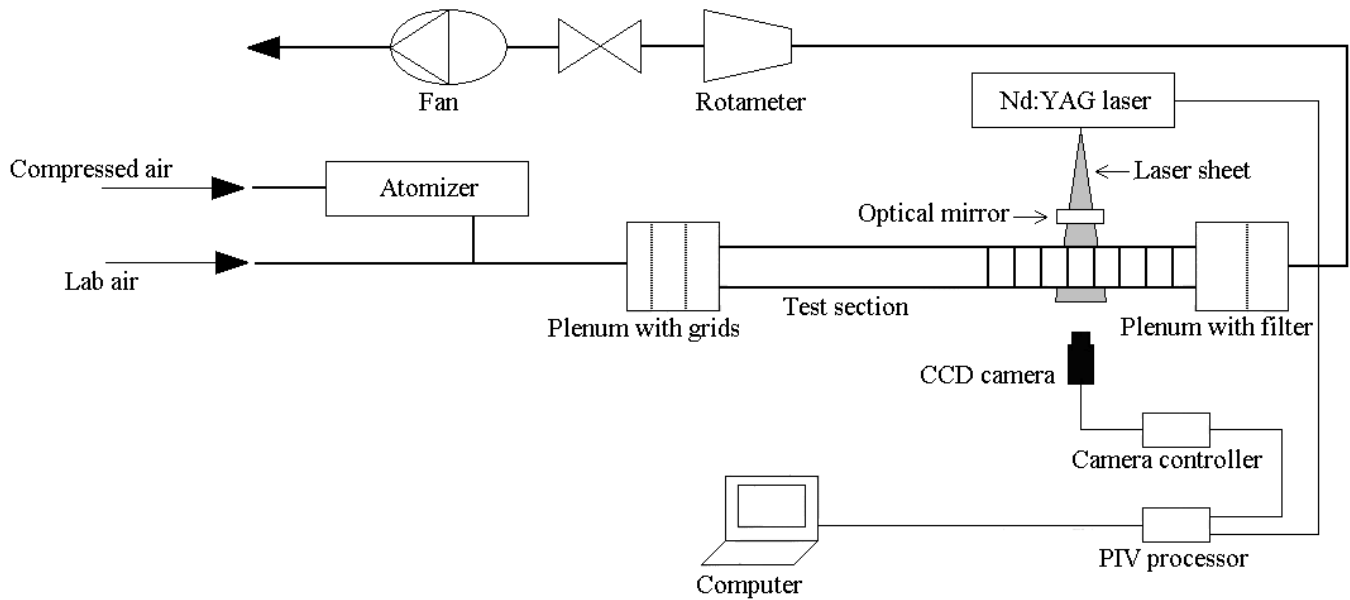 Fan
Rotameter
Nd:YAG laser
Compressed air
Atomizer
Laser sheet
Optical mirror
Lab air
Plenum with grids
Test section
Plenum with filter
CCD camera
Camera controller
PIV processor
Computer